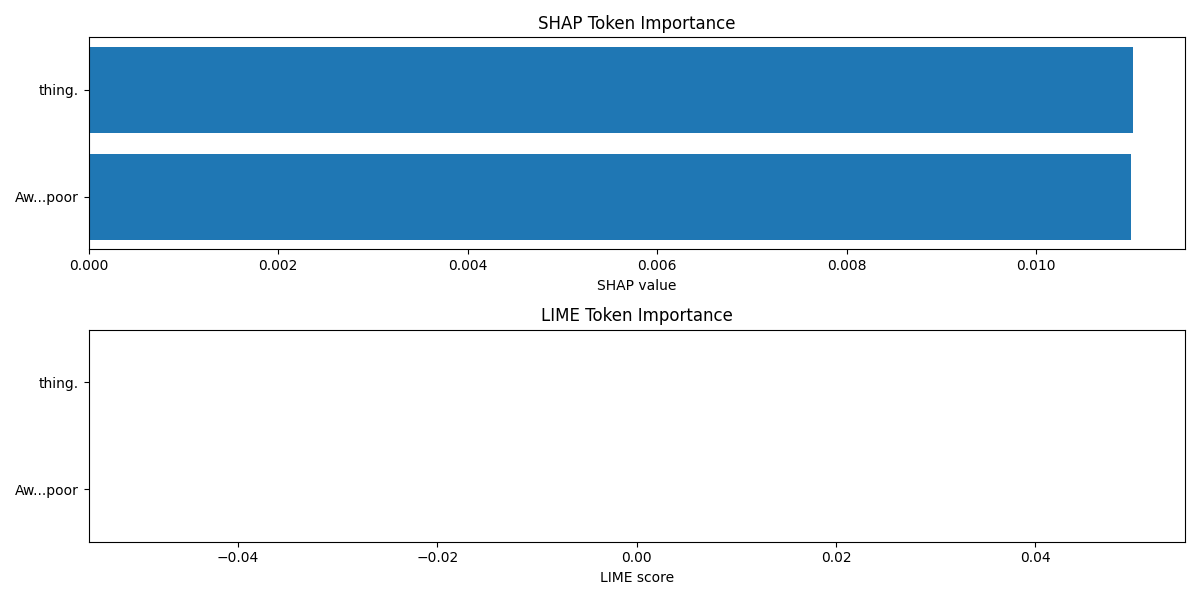 SHAP Token Importance
thing.
Aw...poor
0.000 0.002 0.004 0.006 0.008 0.010
SHAP value
LIME Token Importance
thing.
Aw...poor
−0.04 −0.02 0.00 0.02 0.04
LIME score